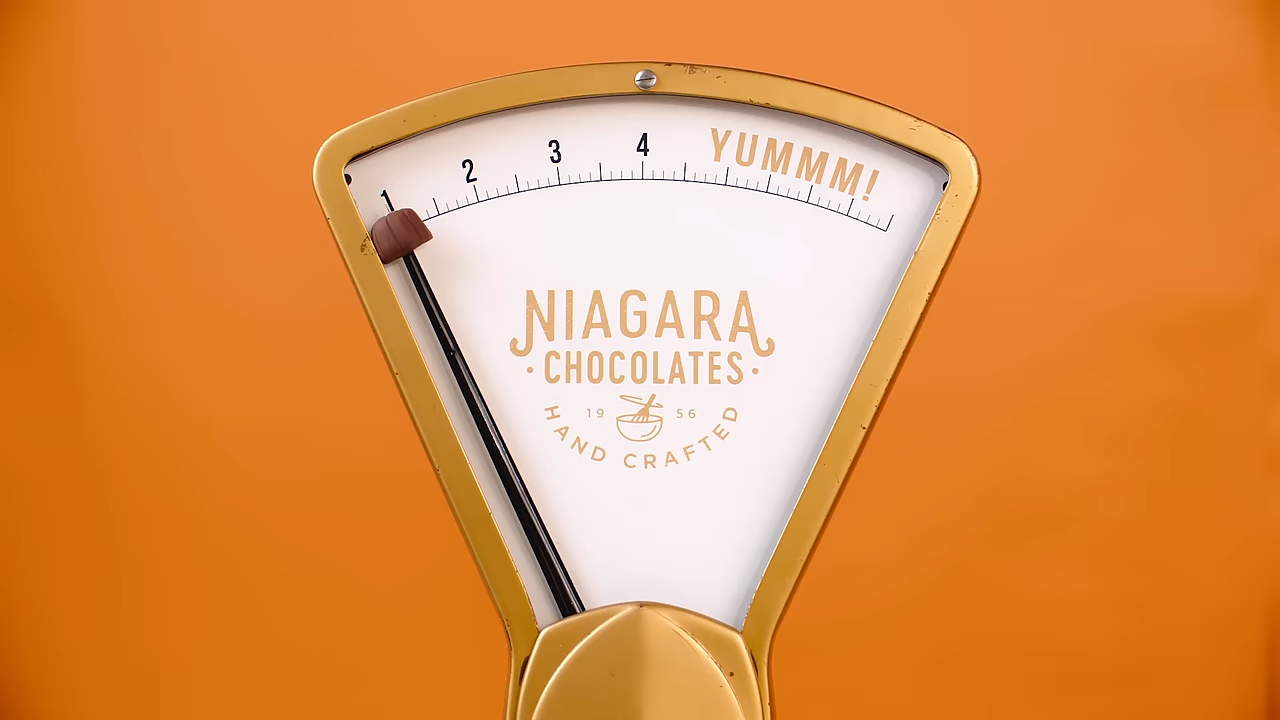 1 2 3 4 YUMMM!
NIAGARA
·CHOCOLATES·
19 56
HAND CRAFTED